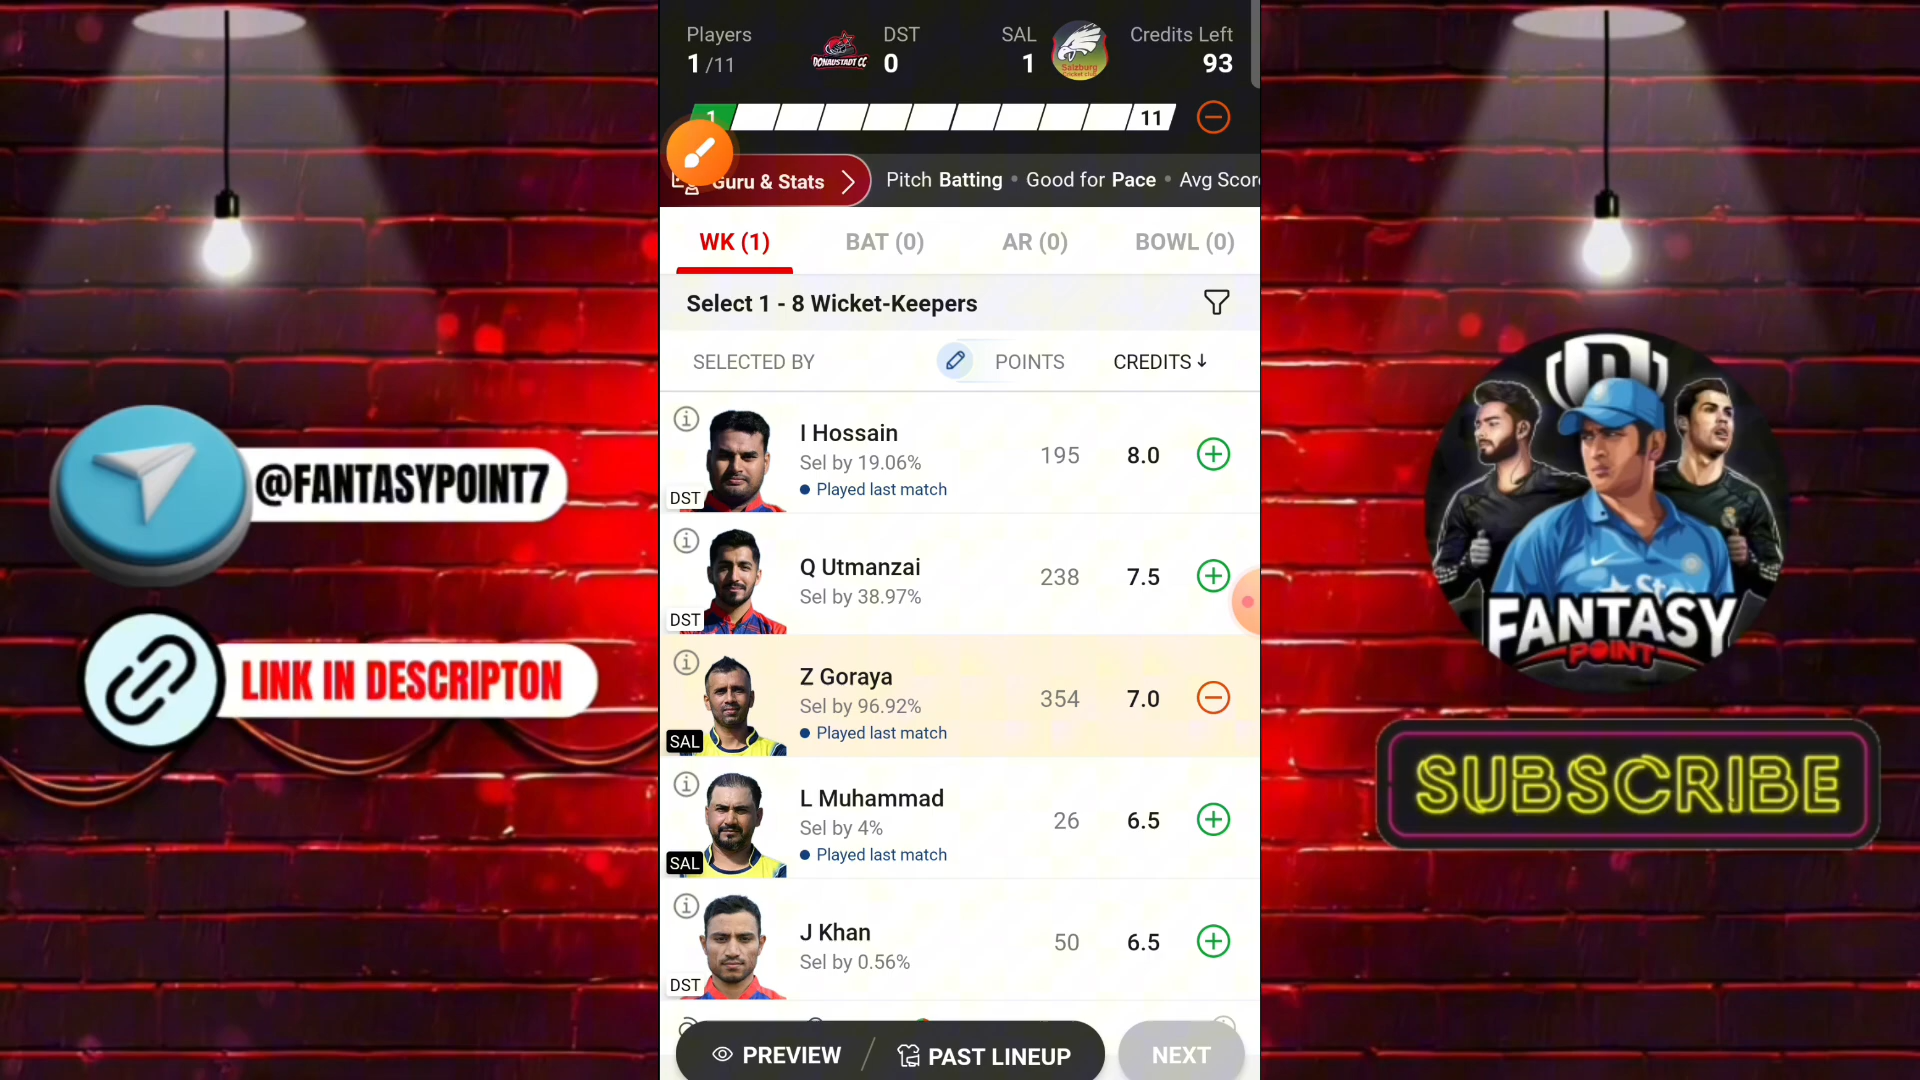 Players
1 /11
DONAUSTADT CC
DST
0
SAL
1
Salzburg
Cricket club
Credits Left
93
1
11
Guru & Stats
Pitch Batting • Good for Pace • Avg Scor
WK (1)
BAT (0)
AR (0)
BOWL (0)
Select 1 - 8 Wicket-Keepers
SELECTED BY
POINTS
CREDITS↓
I Hossain
Sel by 19.06%
Played last match
DST
195
8.0
Q Utmanzai
Sel by 38.97%
DST
238
7.5
Z Goraya
Sel by 96.92%
Played last match
SAL
354
7.0
L Muhammad
Sel by 4%
Played last match
SAL
26
6.5
J Khan
Sel by 0.56%
DST
50
6.5
PREVIEW
PAST LINEUP
NEXT
@FANTASYPOINT7
LINK IN DESCRIPTON
FANTASY
POINT
SUBSCRIBE